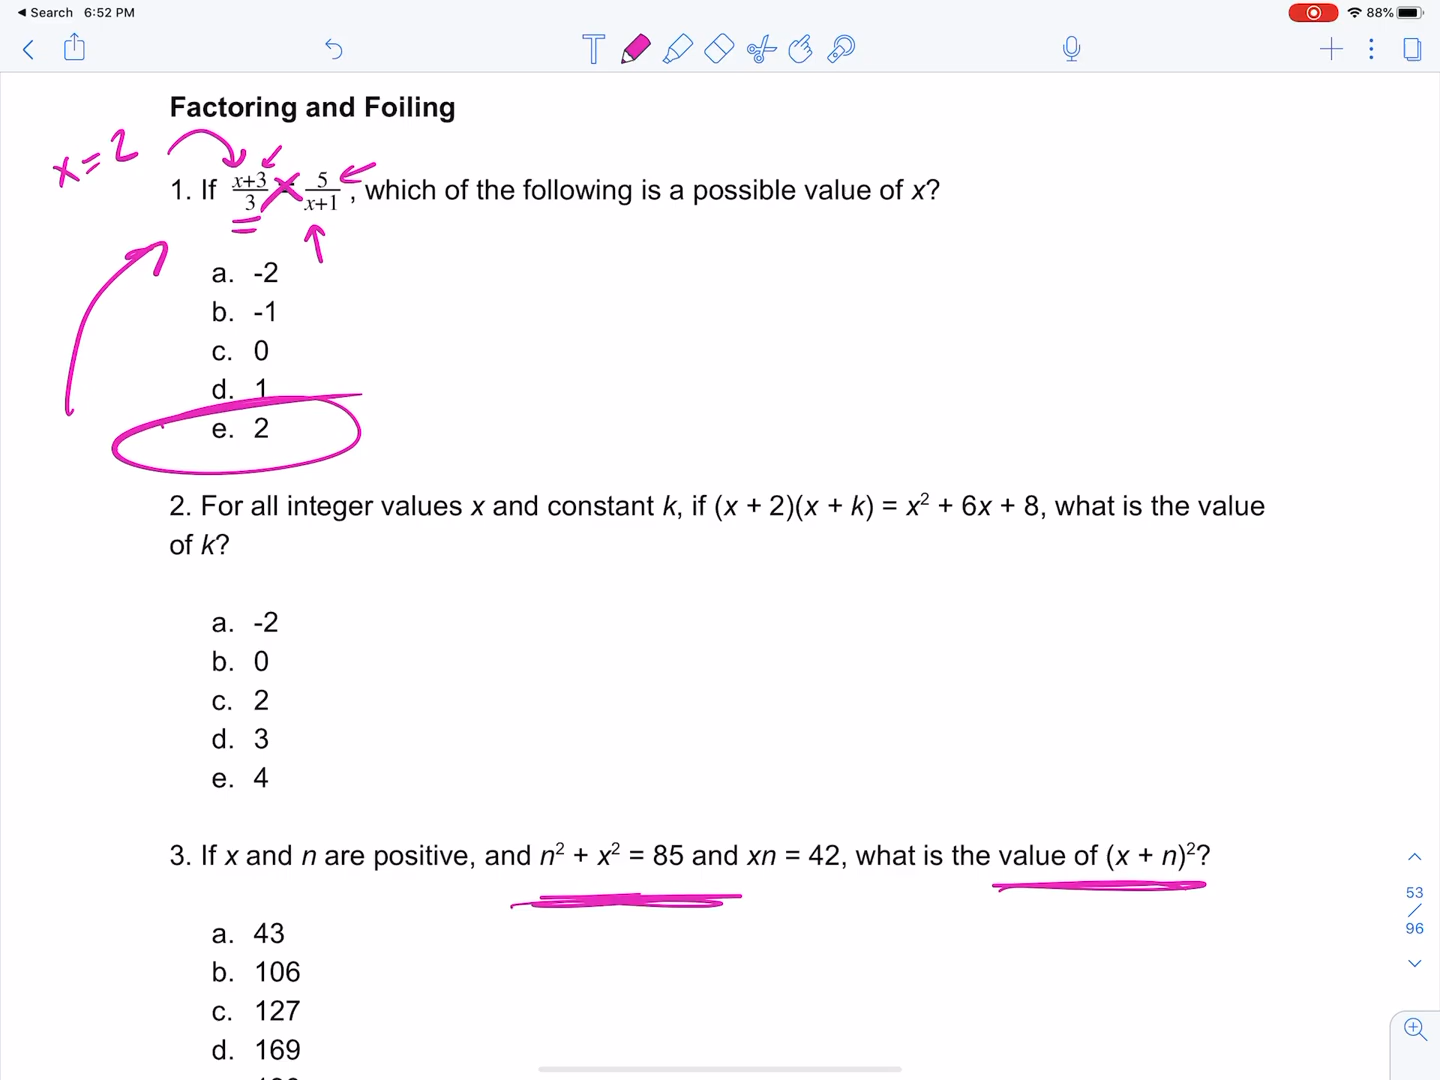 ◀ Search 6:52 PM 88%
T
Factoring and Foiling
x=2
1. If x+3/3 = 5/x+1, which of the following is a possible value of x?
a. -2
b. -1
c. 0
d. 1
e. 2
2. For all integer values x and constant k, if (x + 2)(x + k) = x² + 6x + 8, what is the value
of k?
a. -2
b. 0
c. 2
d. 3
e. 4
3. If x and n are positive, and n² + x² = 85 and xn = 42, what is the value of (x + n)²?
a. 43
b. 106
c. 127
d. 169
53
/
96